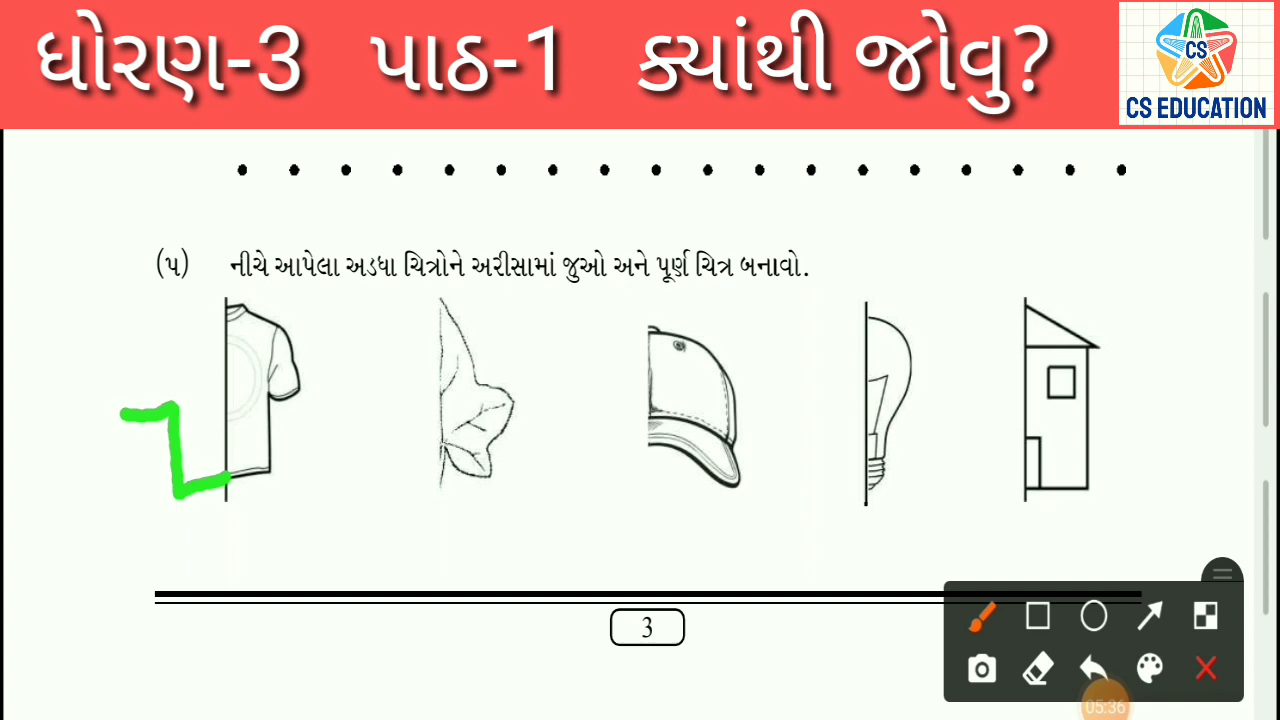 ધોરણ-3 પાઠ-1 ક્યાંથી જોવુ?
CS
CS EDUCATION
(૫) નીચે આપેલા અડધા ચિત્રોને અરીસામાં જુઓ અને પૂર્ણ ચિત્ર બનાવો.
3
05:36